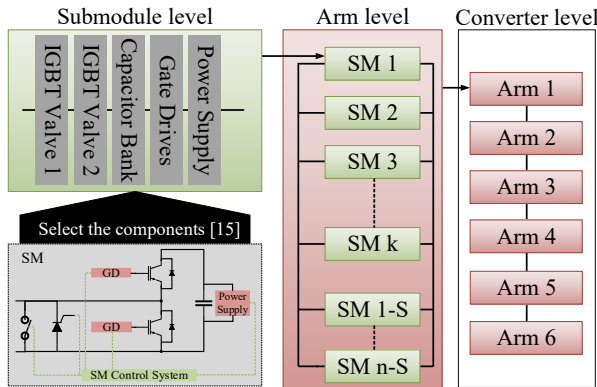 Submodule level
IGBT Valve 1
IGBT Valve 2
Capacitor Bank
Gate Drives
Power Supply
Select the components [15]
SM
GD
GD
Power
Supply
SM Control System
Arm level
SM 1
SM 2
SM 3
SM k
SM 1-S
SM n-S
Converter level
Arm 1
Arm 2
Arm 3
Arm 4
Arm 5
Arm 6